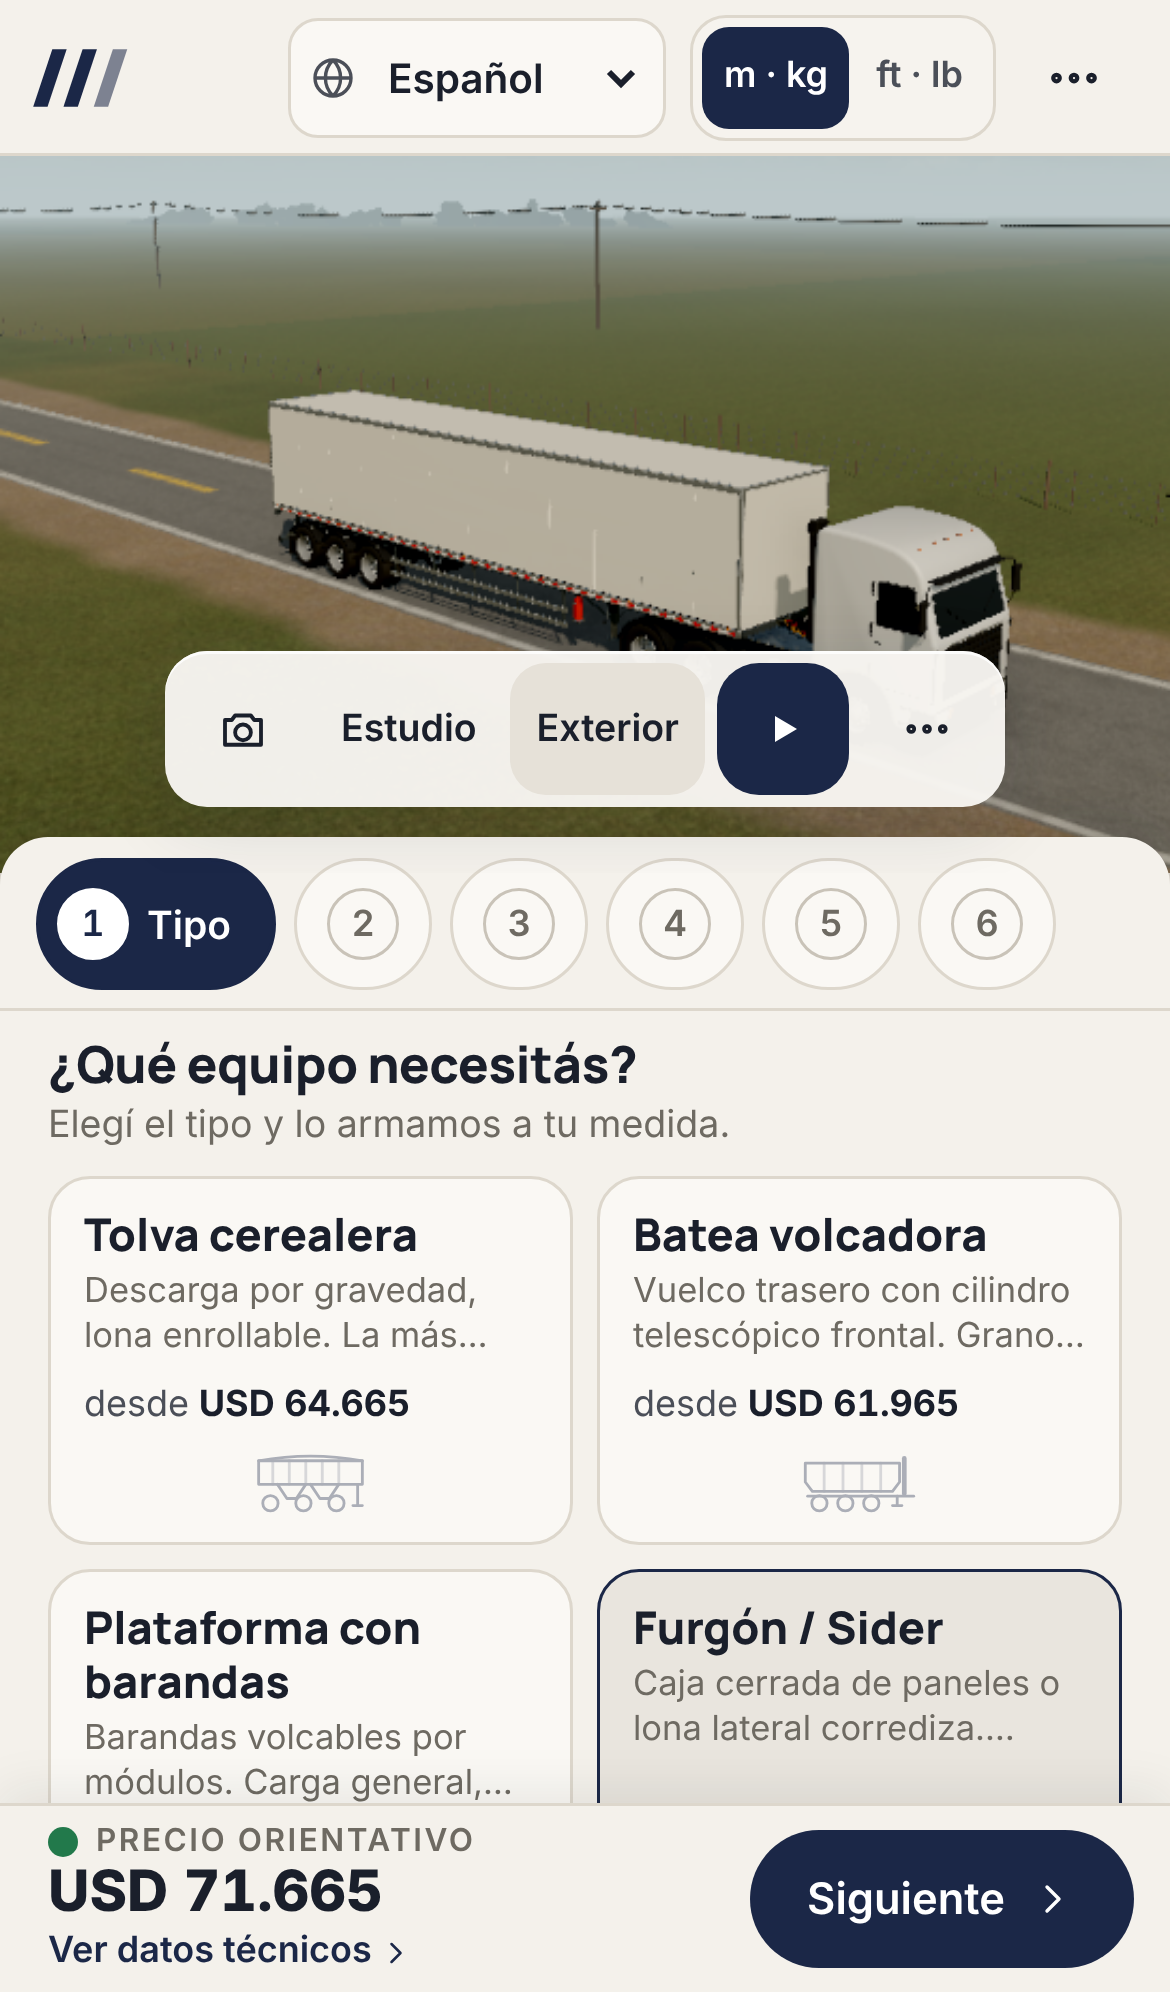 Español
m · kg
ft · lb
Estudio
Exterior
1 Tipo
2
3
4
5
6
¿Qué equipo necesitás?
Elegí el tipo y lo armamos a tu medida.
Tolva cerealera
Descarga por gravedad,
lona enrollable. La más...
desde USD 64.665
Batea volcadora
Vuelco trasero con cilindro
telescópico frontal. Grano...
desde USD 61.965
Plataforma con
barandas
Barandas volcables por
módulos. Carga general,...
Furgón / Sider
Caja cerrada de paneles o
lona lateral corrediza....
PRECIO ORIENTATIVO
USD 71.665
Ver datos técnicos
Siguiente